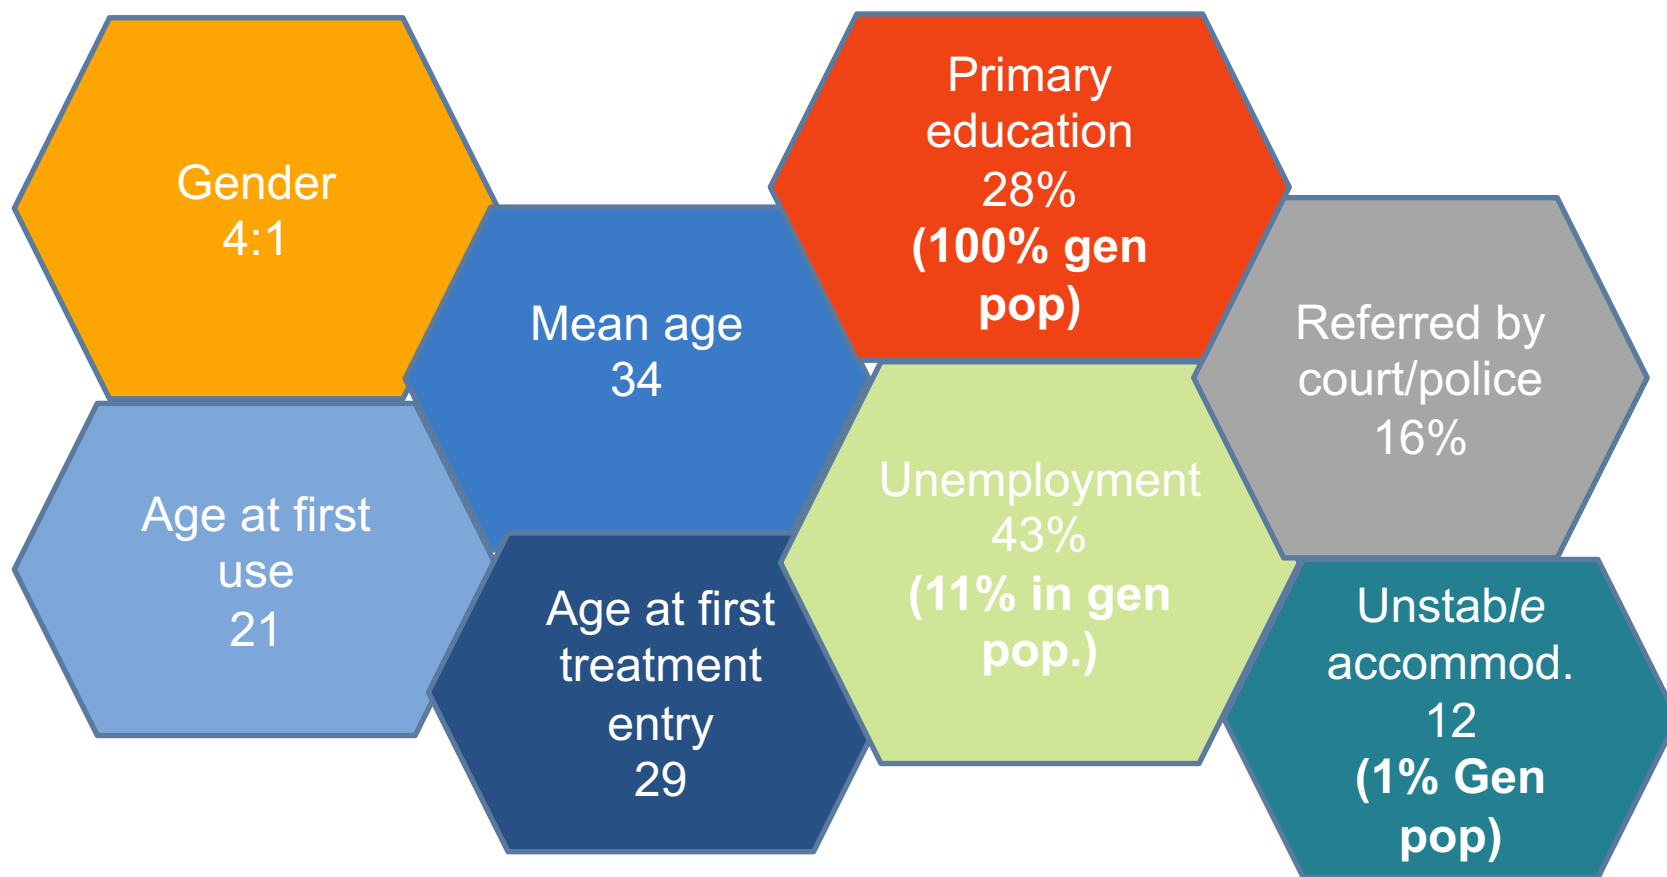 Gender
4:1
Mean age
34
Primary
education
28%
(100% gen
pop)
Referred by
court/police
16%
Age at first
use
21
Age at first
treatment
entry
29
Unemployment
43%
(11% in gen
pop.)
Unstable
accommod.
12
(1% Gen
pop)